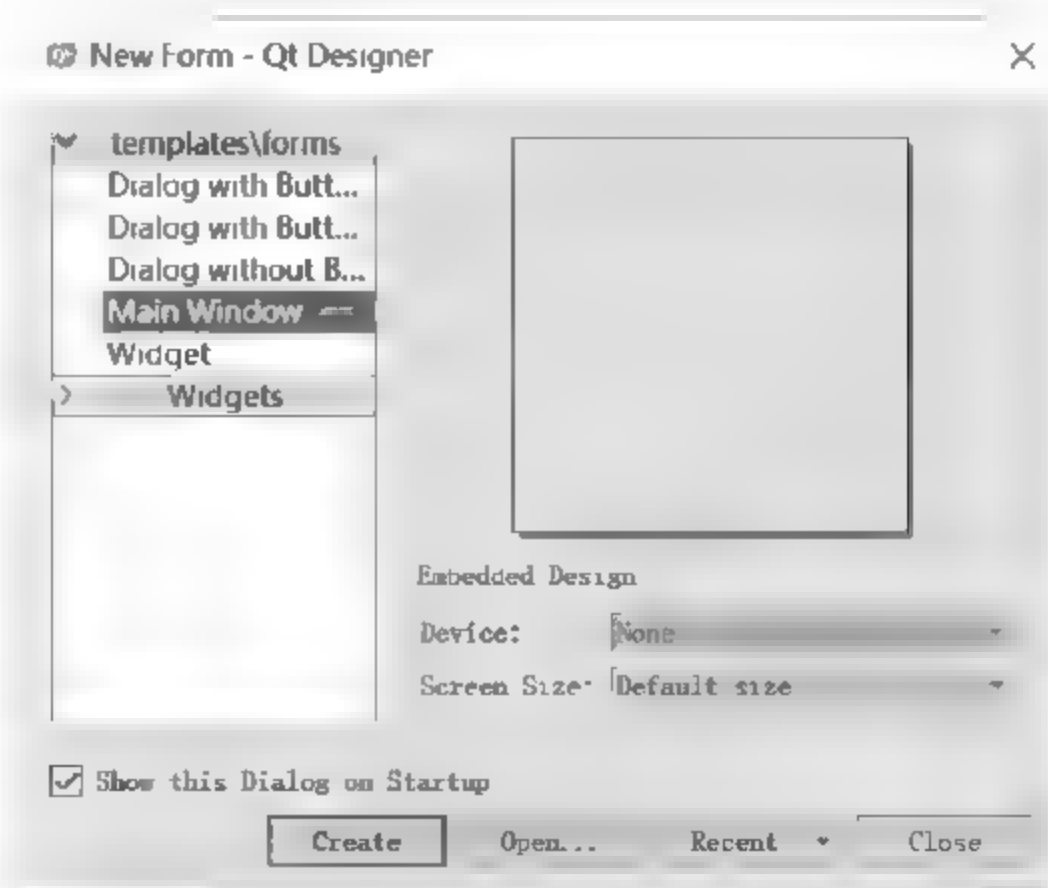 New Form - Qt Designer
templates\forms
Dialog with Butt...
Dialog with Butt...
Dialog without B...
Main Window
Widget
Widgets
Embedded Design
Device: None
Screen Size: Default size
Show this Dialog on Startup
Create Open... Recent Close